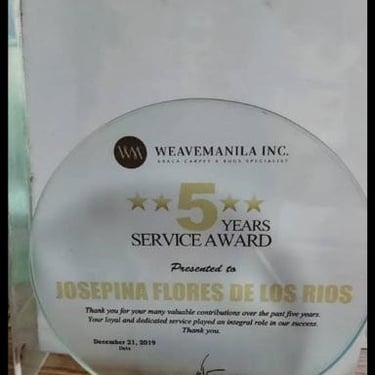 WM WEAVEMANILA INC.
ABACA CARPET & RUGS SPECIALIST
5 YEARS
SERVICE AWARD
Presented to
JOSEPINA FLORES DE LOS RIOS
Thank you for your many valuable contributions over the past five years.
Your loyal and dedicated service played an integral role in our success.
Thank you.
December 21, 2019
Date